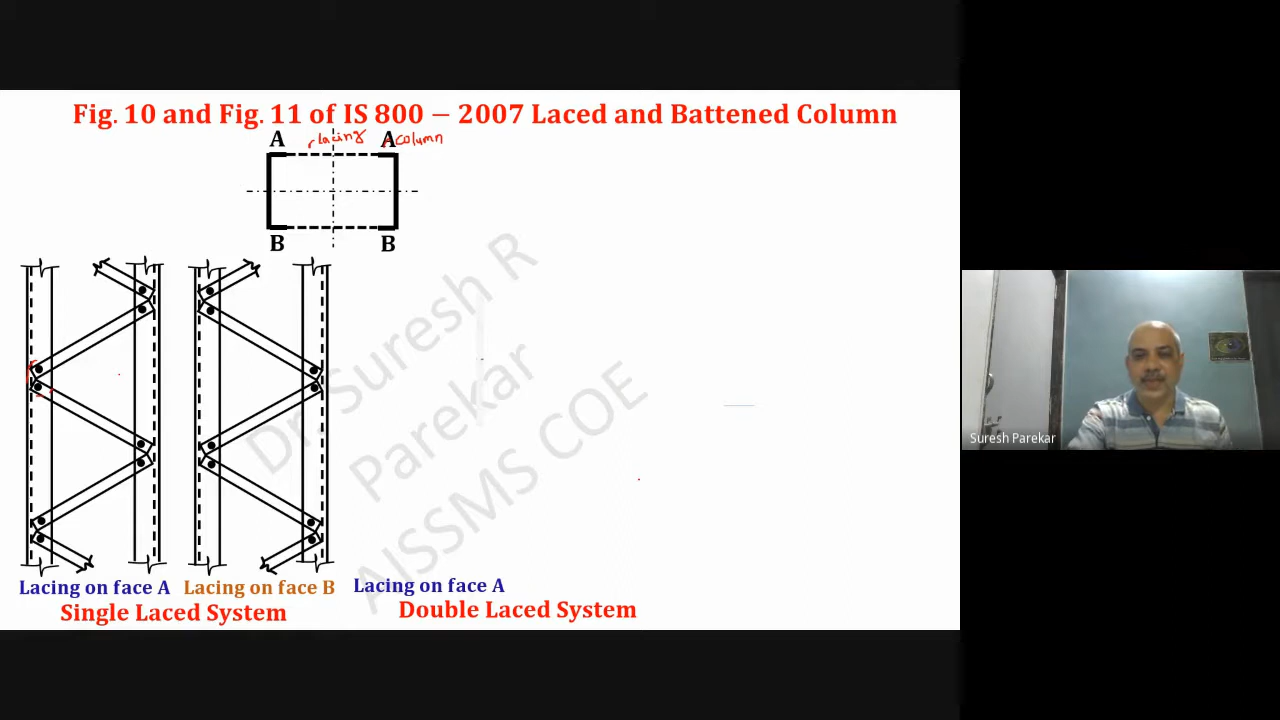 Fig. 10 and Fig. 11 of IS 800 − 2007 Laced and Battened Column
A lacing A column
B B
Dr. Suresh R
Parekar
AISSMS COE
Suresh Parekar
Lacing on face A Lacing on face B Lacing on face A
Single Laced System Double Laced System